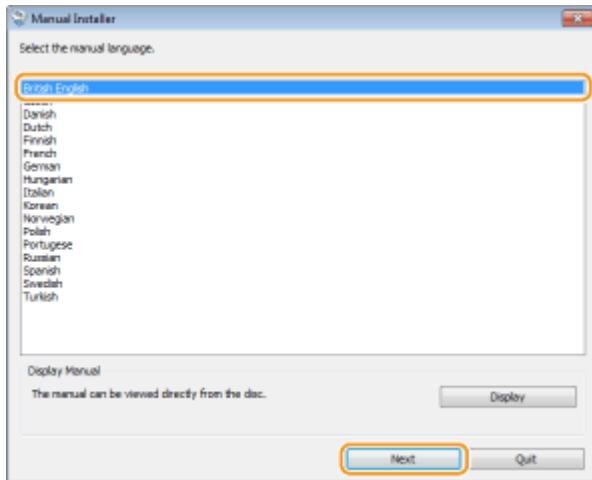 Manual Installer
Select the manual language.
British English
Danish
Dutch
Finnish
French
German
Hungarian
Italian
Korean
Norwegian
Polish
Portugese
Russian
Spanish
Swedish
Turkish
Display Manual
The manual can be viewed directly from the disc.
Display
Next
Quit